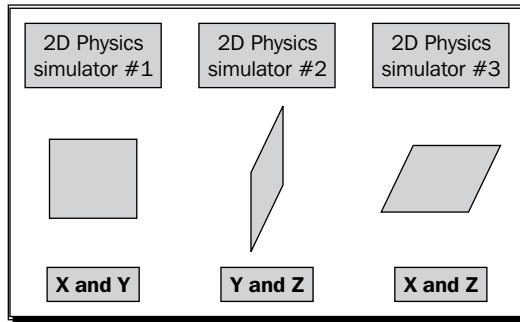 2D Physics
simulator #1
2D Physics
simulator #2
2D Physics
simulator #3
X and Y
Y and Z
X and Z